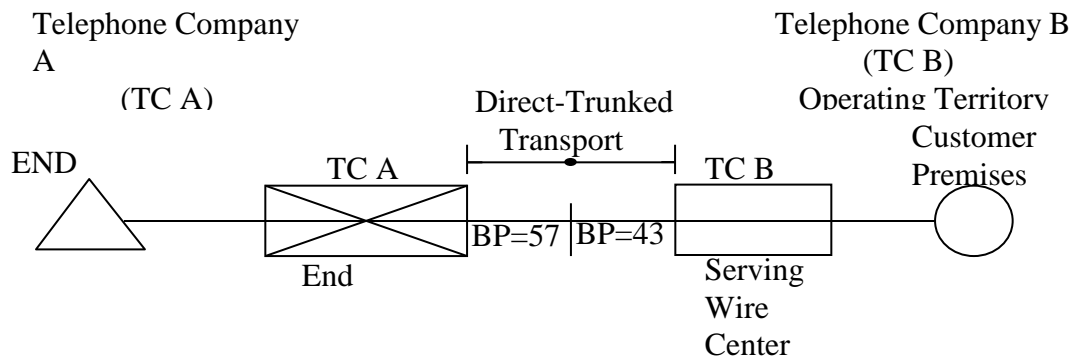 Telephone Company
A
(TC A)
Telephone Company B
(TC B)
Operating Territory
Direct-Trunked
Transport
Customer
Premises
END
TC A
TC B
BP=57
BP=43
End
Serving
Wire
Center